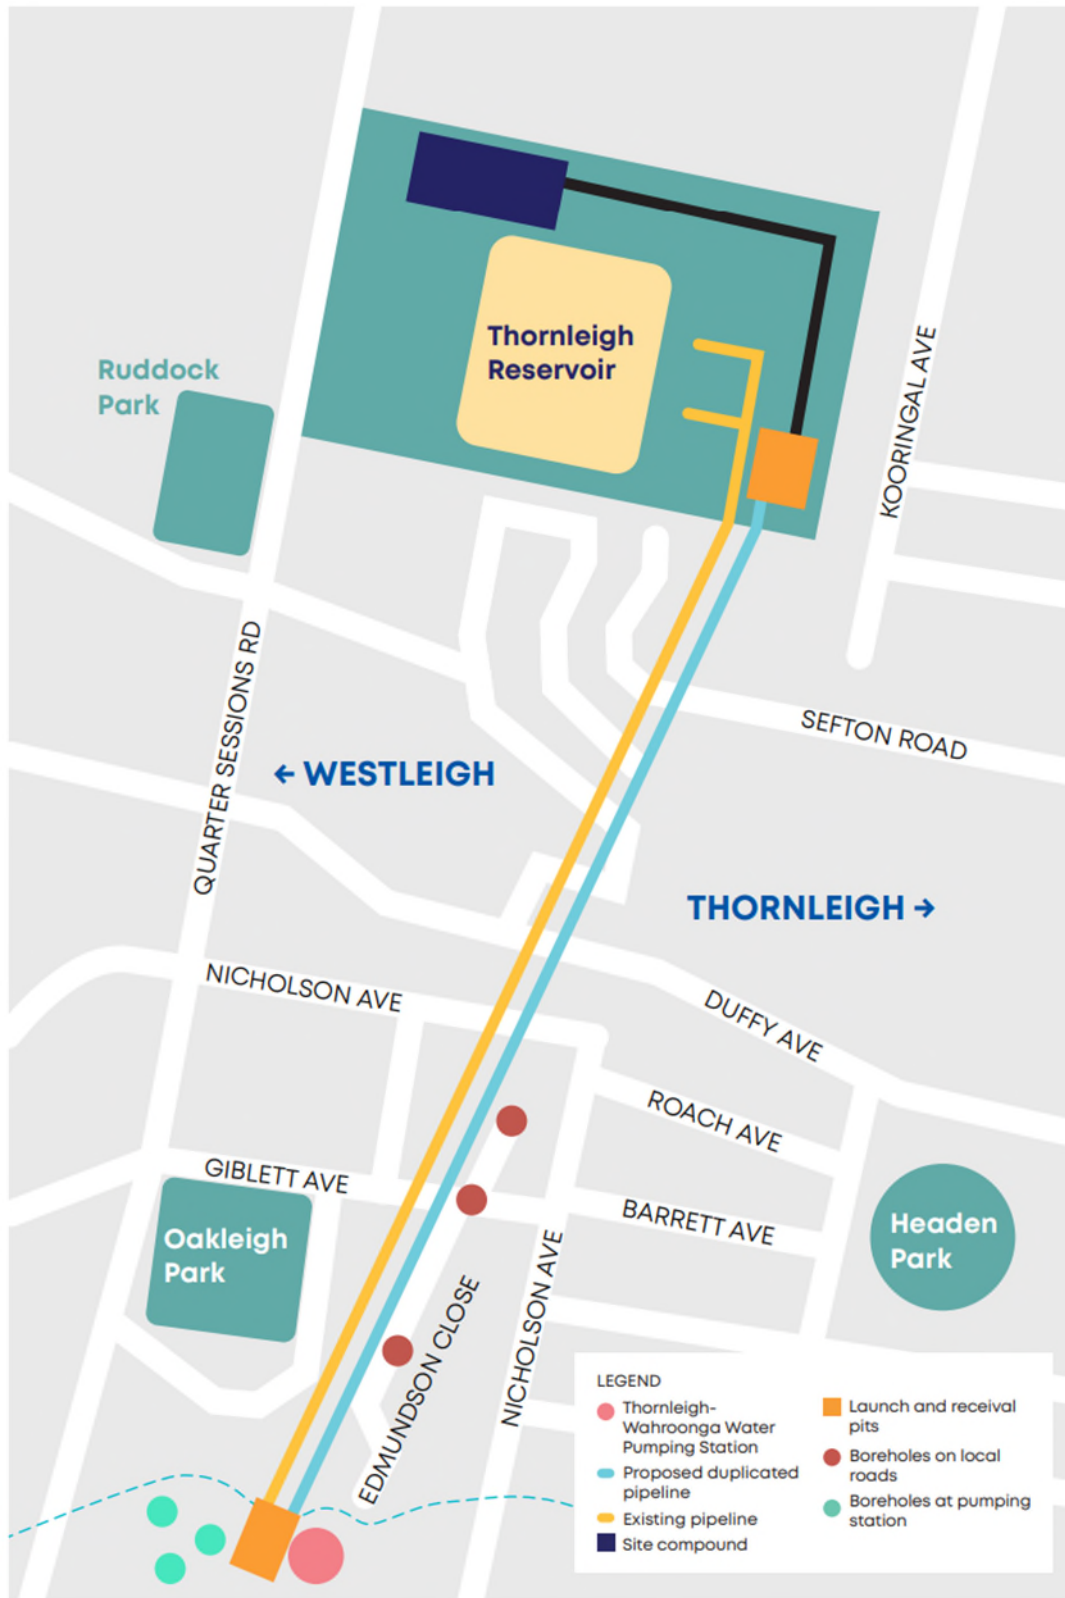 Thornleigh
Reservoir
Ruddock
Park
KOORINGAL AVE
QUARTER SESSIONS RD
SEFTON ROAD
← WESTLEIGH
THORNLEIGH →
NICHOLSON AVE
DUFFY AVE
ROACH AVE
GIBLETT AVE
BARRETT AVE
Oakleigh
Park
Headen
Park
NICHOLSON AVE
EDMUNDSON CLOSE
LEGEND
Thornleigh-
Wahroonga Water
Pumping Station
Proposed duplicated
pipeline
Existing pipeline
Site compound
Launch and receival
pits
Boreholes on local
roads
Boreholes at pumping
station